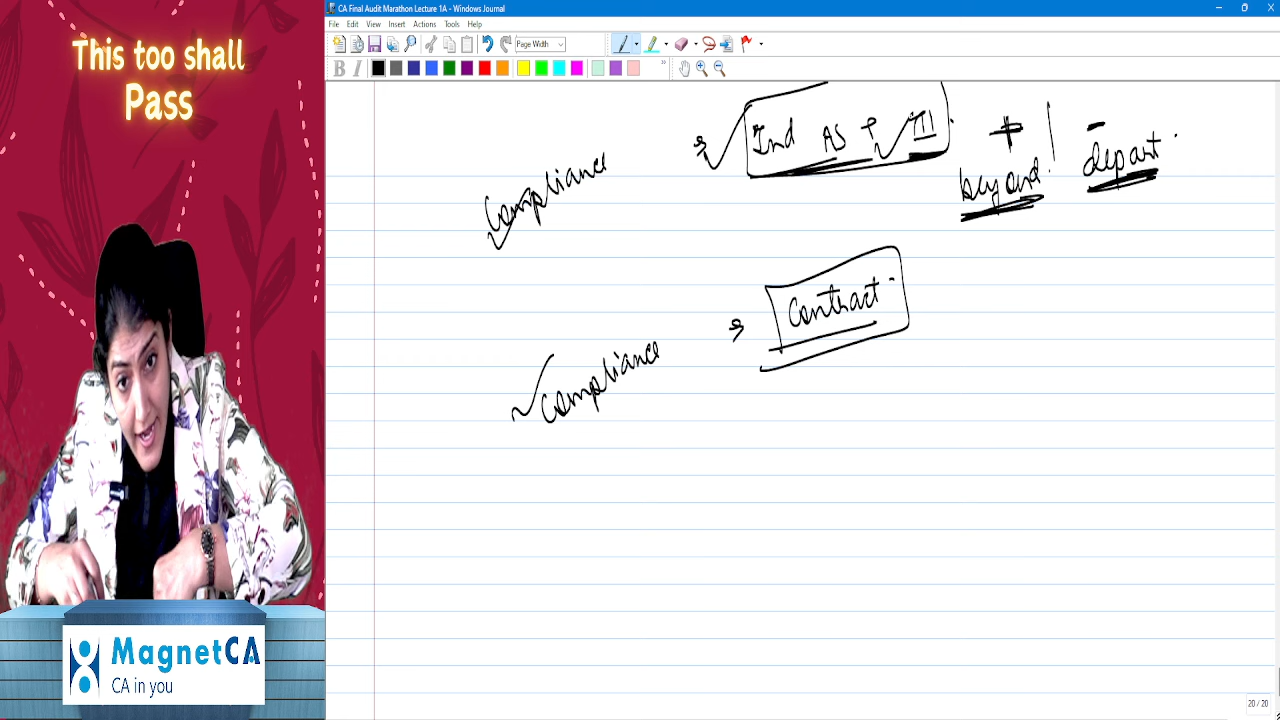 This too shall
Pass
CA Final Audit Marathon Lecture 1A - Windows Journal
File Edit View Insert Actions Tools Help
Page Width
B I
Compliance
Ind AS + III
+
beyond
-
depart
Compliance
Contract
MagnetCA
CA in you
20 / 20